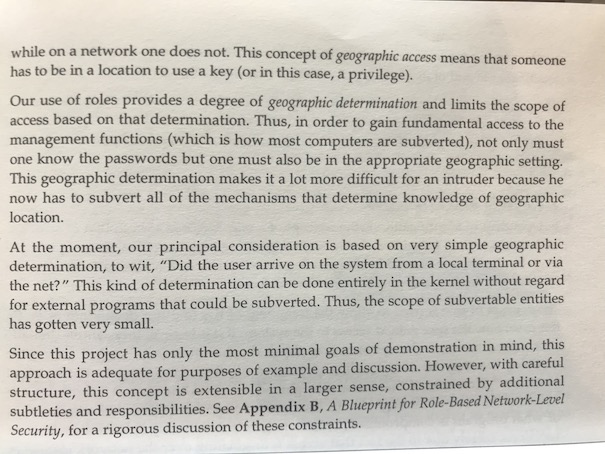 while on a network one does not. This concept of geographic access means that someone
has to be in a location to use a key (or in this case, a privilege).
Our use of roles provides a degree of geographic determination and limits the scope of
access based on that determination. Thus, in order to gain fundamental access to the
management functions (which is how most computers are subverted), not only must
one know the passwords but one must also be in the appropriate geographic setting.
This geographic determination makes it a lot more difficult for an intruder because he
now has to subvert all of the mechanisms that determine knowledge of geographic
location.
At the moment, our principal consideration is based on very simple geographic
determination, to wit, “Did the user arrive on the system from a local terminal or via
the net?” This kind of determination can be done entirely in the kernel without regard
for external programs that could be subverted. Thus, the scope of subvertable entities
has gotten very small.
Since this project has only the most minimal goals of demonstration in mind, this
approach is adequate for purposes of example and discussion. However, with careful
structure, this concept is extensible in a larger sense, constrained by additional
subtleties and responsibilities. See Appendix B, A Blueprint for Role-Based Network-Level
Security, for a rigorous discussion of these constraints.